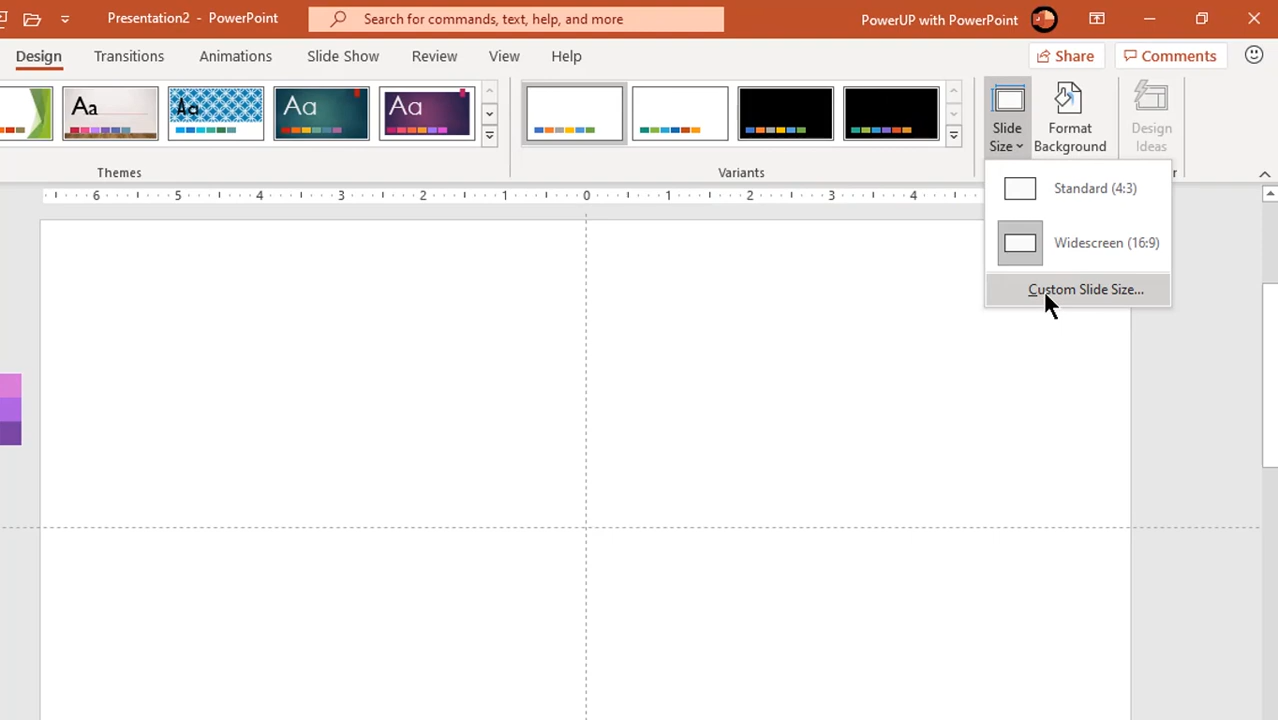 Presentation2 - PowerPoint
Search for commands, text, help, and more
PowerUP with PowerPoint
Design Transitions Animations Slide Show Review View Help
Share Comments
Aa Aa Aa Aa
Slide Size
Format Background
Design Ideas
Themes
Variants
r
6 5 4 3 2 1 0 1 2 3 4
Standard (4:3)
Widescreen (16:9)
Custom Slide Size...